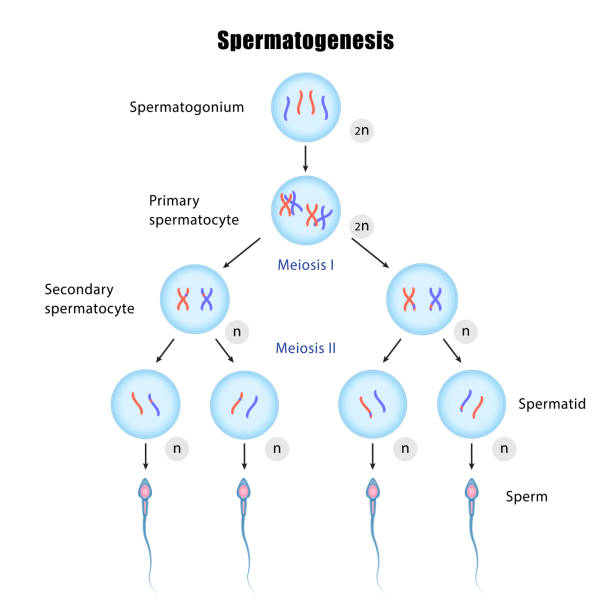 Spermatogenesis
Spermatogonium
2n
Primary
spermatocyte
2n
Meiosis I
Secondary
spermatocyte
n
n
Meiosis II
Spermatid
n
n
n
n
Sperm